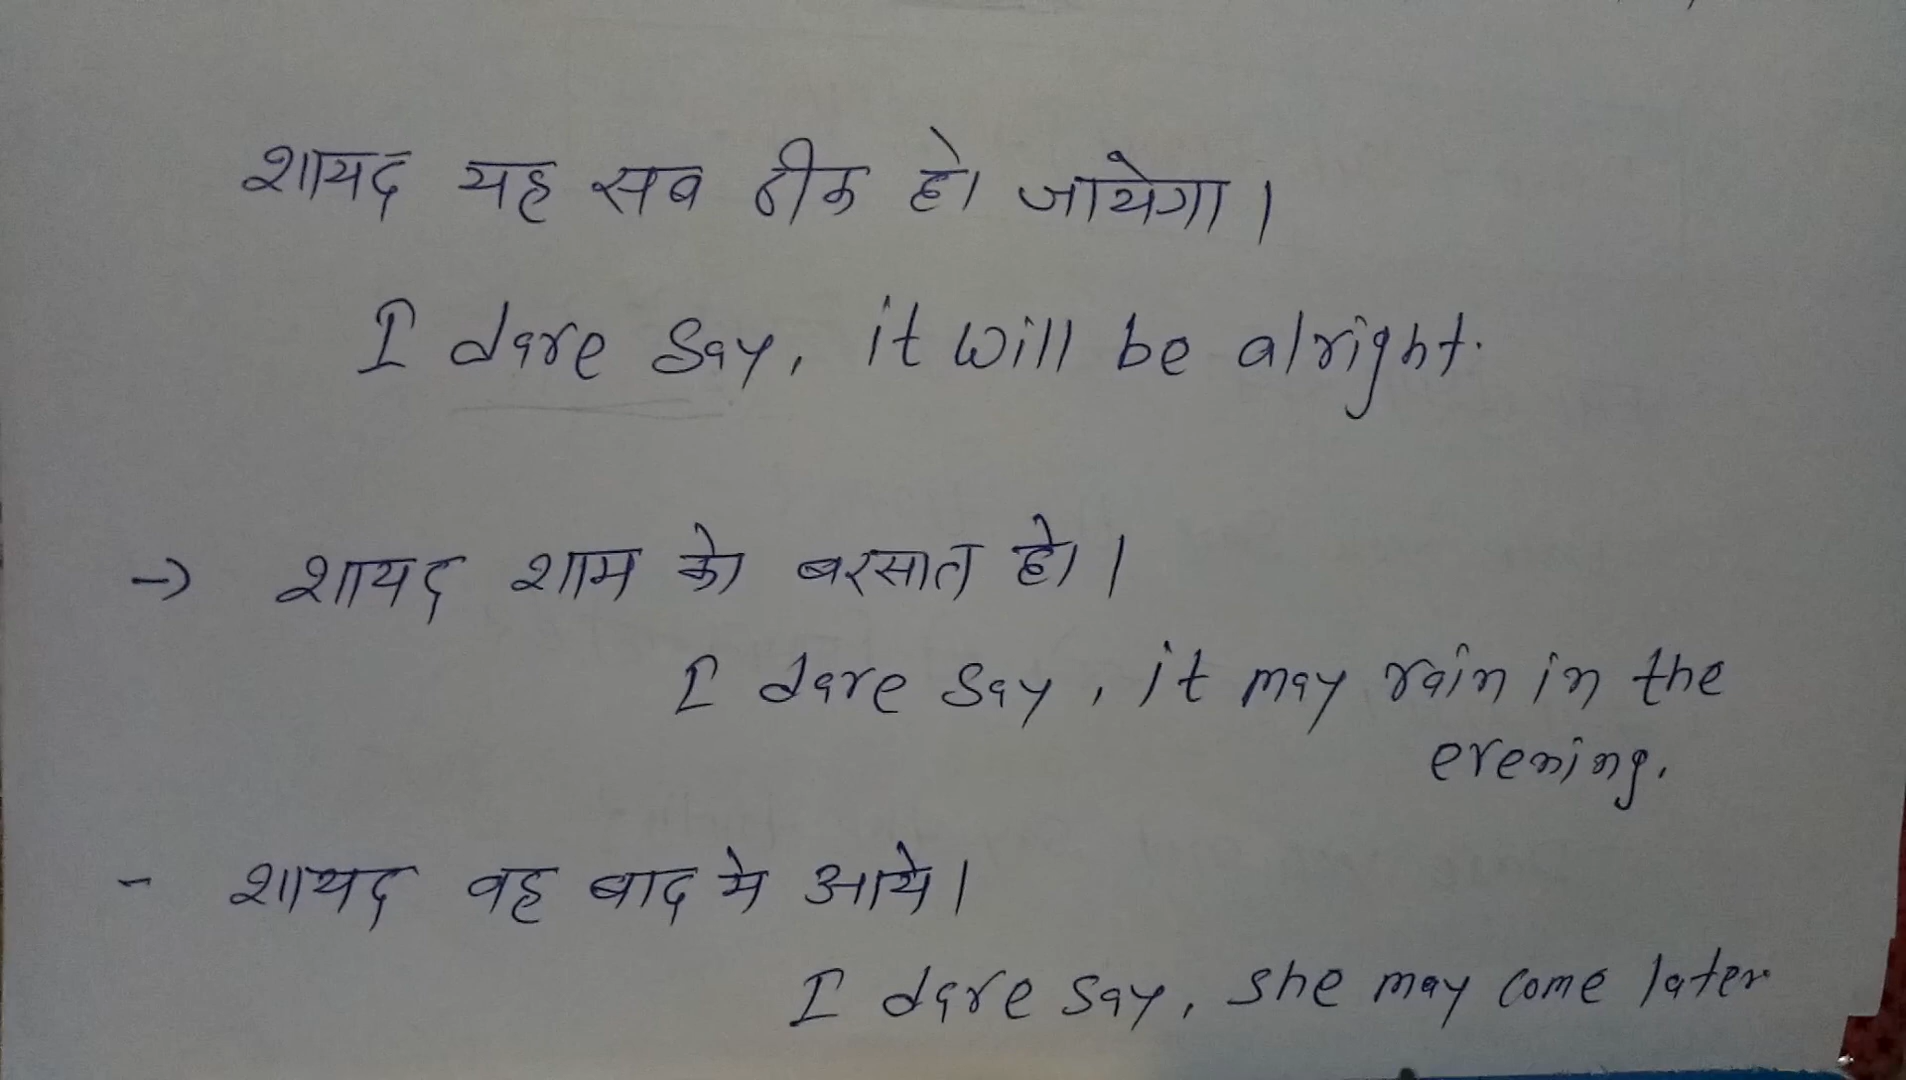 शायद यह सब ठीक हो जायेगा।
I dare say, it will be alright.
→ शायद शाम को बरसात हो।
I dare say, it may rain in the
evening.
- शायद वह बाद मे आये।
I dare say, she may come later